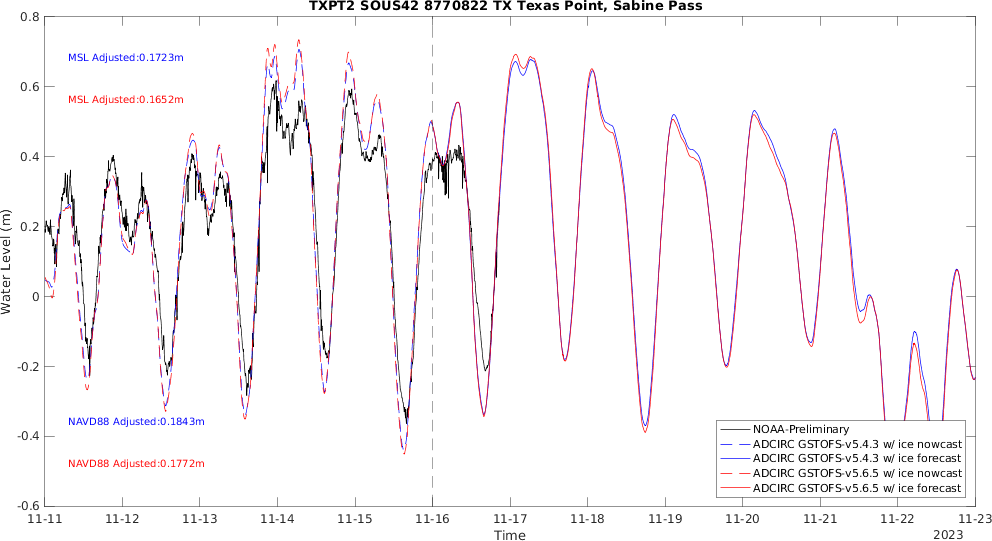 TXPT2 SOUS42 8770822 TX Texas Point, Sabine Pass
0.8
0.6
0.4
0.2
0
-0.2
-0.4
-0.6
Water Level (m)
MSL Adjusted:0.1723m
MSL Adjusted:0.1652m
NAVD88 Adjusted:0.1843m
NAVD88 Adjusted:0.1772m
NOAA-Preliminary
ADCIRC GSTOFS-v5.4.3 w/ ice nowcast
ADCIRC GSTOFS-v5.4.3 w/ ice forecast
ADCIRC GSTOFS-v5.6.5 w/ ice nowcast
ADCIRC GSTOFS-v5.6.5 w/ ice forecast
11-11 11-12 11-13 11-14 11-15 11-16 11-17 11-18 11-19 11-20 11-21 11-22 11-23
Time
2023